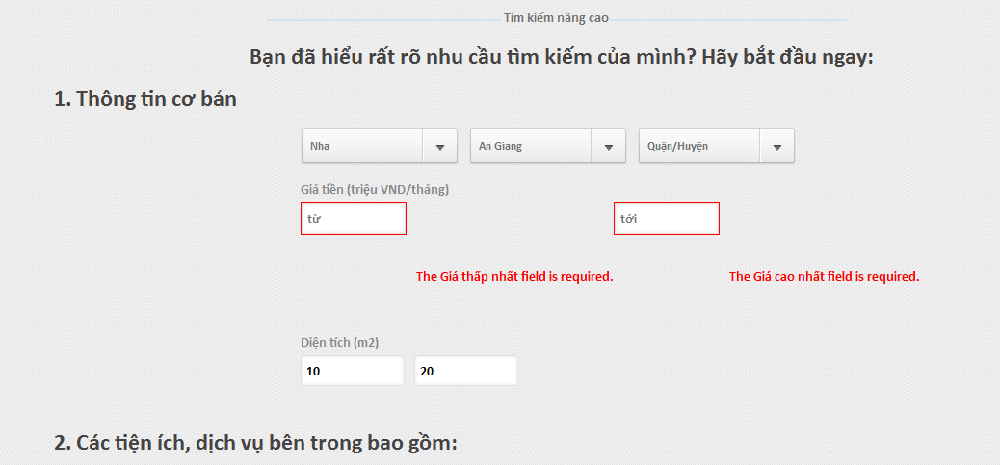 Tìm kiếm nâng cao
Bạn đã hiểu rất rõ nhu cầu tìm kiếm của mình? Hãy bắt đầu ngay:
1. Thông tin cơ bản
Nha An Giang Quận/Huyện
Giá tiền (triệu VND/tháng)
từ tới
The Giá thấp nhất field is required. The Giá cao nhất field is required.
Diện tích (m2)
10 20
2. Các tiện ích, dịch vụ bên trong bao gồm: